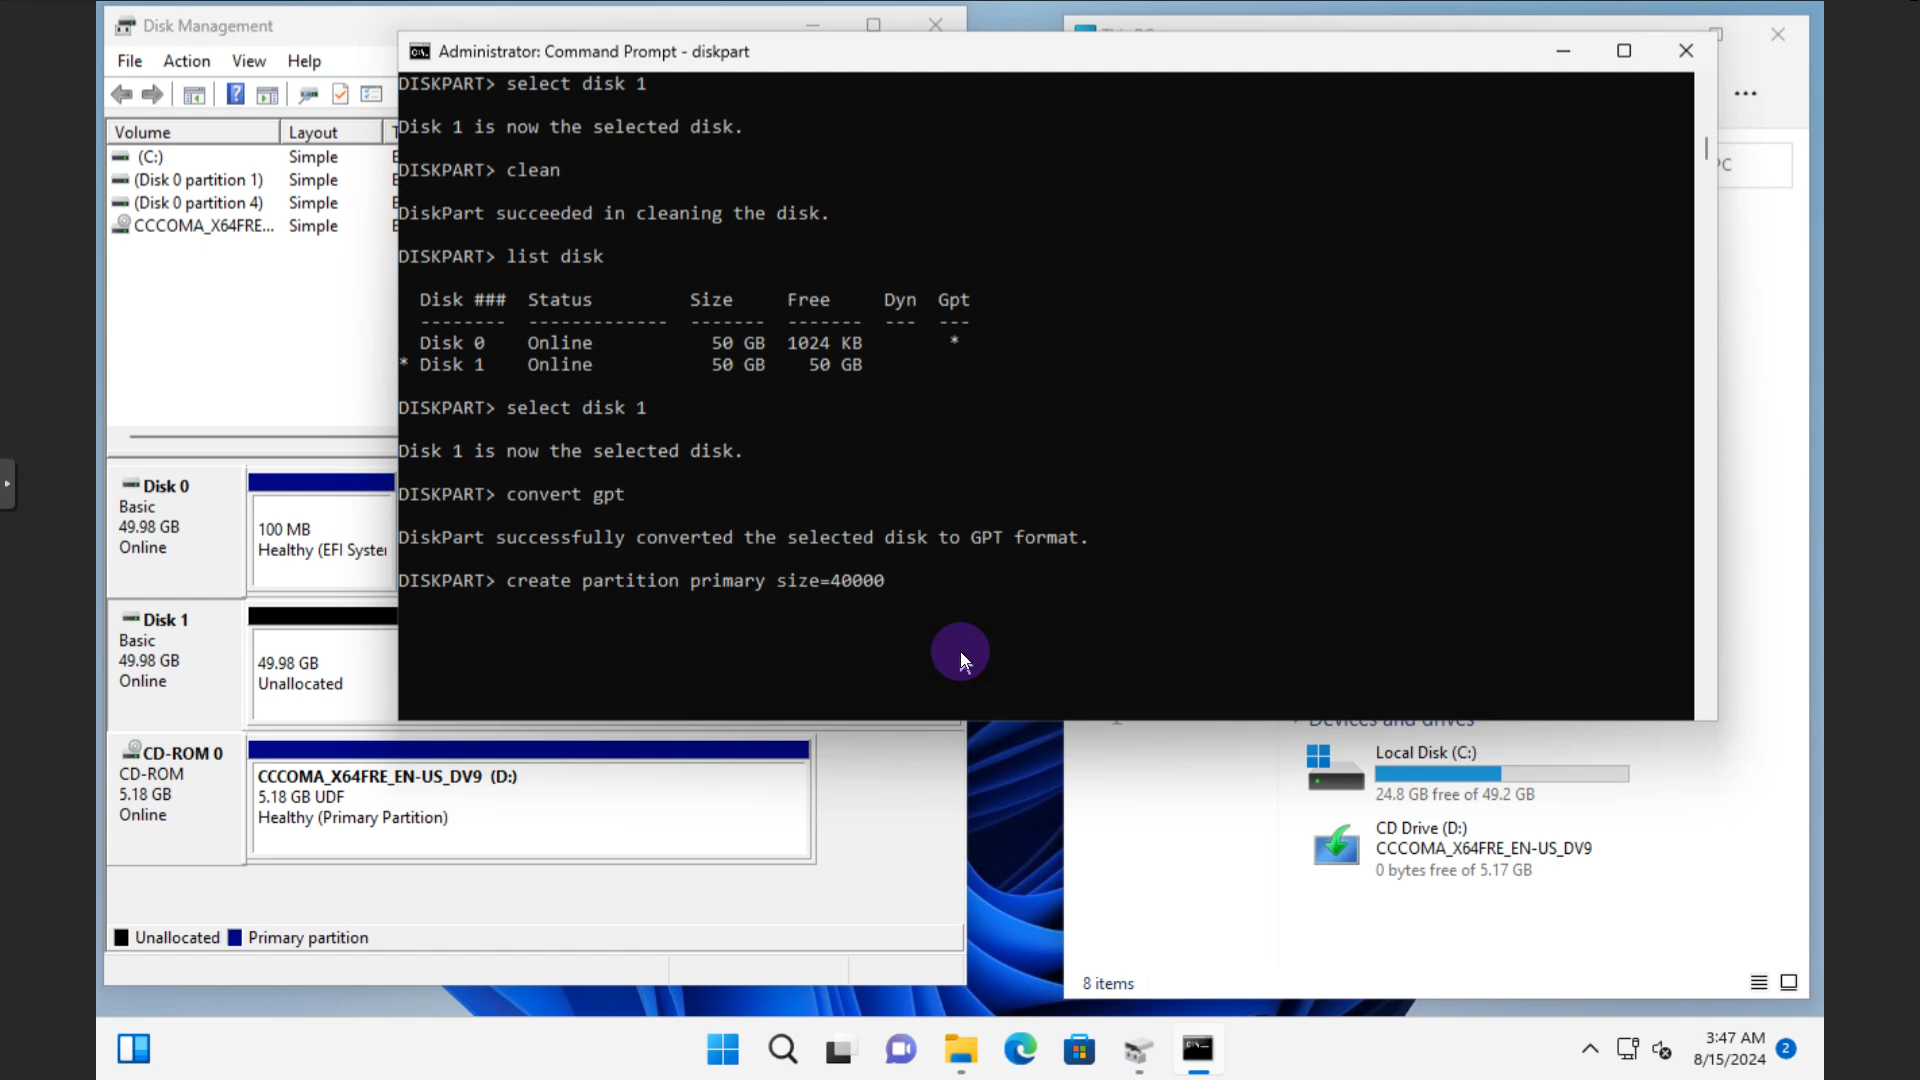 Disk Management
File Action View Help
Volume Layout
(C:) Simple
(Disk 0 partition 1) Simple
(Disk 0 partition 4) Simple
CCCOMA_X64FRE... Simple
Disk 0
Basic
49.98 GB
Online
100 MB
Healthy (EFI Syster
Disk 1
Basic
49.98 GB
Online
49.98 GB
Unallocated
CD-ROM 0
CD-ROM
5.18 GB
Online
CCCOMA_X64FRE_EN-US_DV9 (D:)
5.18 GB UDF
Healthy (Primary Partition)
Unallocated Primary partition
Administrator: Command Prompt - diskpart
DISKPART> select disk 1
Disk 1 is now the selected disk.
DISKPART> clean
DiskPart succeeded in cleaning the disk.
DISKPART> list disk
Disk ### Status Size Free Dyn Gpt
-------- ------------- ------- ------- --- ---
Disk 0 Online 50 GB 1024 KB *
* Disk 1 Online 50 GB 50 GB
DISKPART> select disk 1
Disk 1 is now the selected disk.
DISKPART> convert gpt
DiskPart successfully converted the selected disk to GPT format.
DISKPART> create partition primary size=40000
PC
Devices and drives
Local Disk (C:)
24.8 GB free of 49.2 GB
CD Drive (D:)
CCCOMA_X64FRE_EN-US_DV9
0 bytes free of 5.17 GB
8 items
3:47 AM
8/15/2024
2